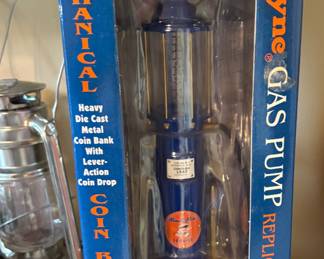 HANICAL
Heavy
Die Cast
Metal
Coin Bank
With
Lever-
Action
Coin Drop
COIN B
yne® GAS PUMP REPLI